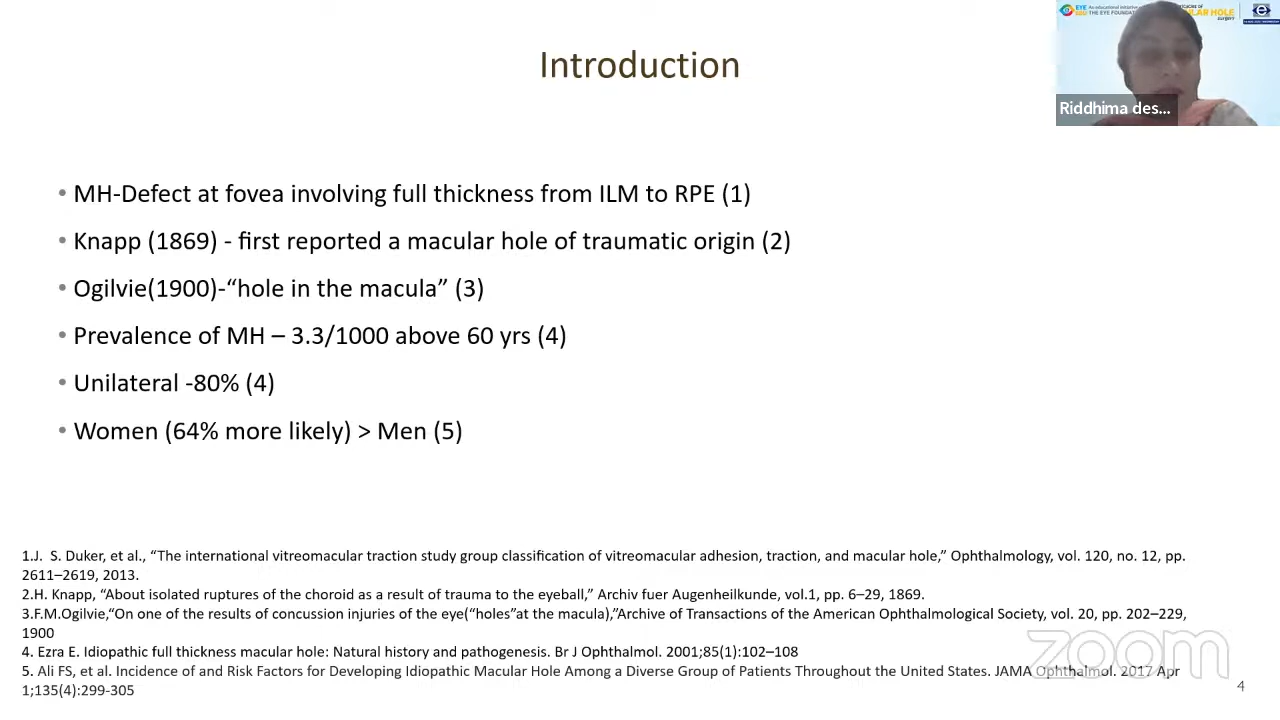 EYE An educational initiative
THE EYE FOUNDATION
HOLE
surgery
Riddhima des...
Introduction
• MH-Defect at fovea involving full thickness from ILM to RPE (1)
• Knapp (1869) - first reported a macular hole of traumatic origin (2)
• Ogilvie(1900)-“hole in the macula” (3)
• Prevalence of MH – 3.3/1000 above 60 yrs (4)
• Unilateral -80% (4)
• Women (64% more likely) > Men (5)
1.J. S. Duker, et al., “The international vitreomacular traction study group classification of vitreomacular adhesion, traction, and macular hole,” Ophthalmology, vol. 120, no. 12, pp.
2611–2619, 2013.
2.H. Knapp, “About isolated ruptures of the choroid as a result of trauma to the eyeball,” Archiv fuer Augenheilkunde, vol.1, pp. 6–29, 1869.
3.F.M.Ogilvie,“On one of the results of concussion injuries of the eye(“holes”at the macula),”Archive of Transactions of the American Ophthalmological Society, vol. 20, pp. 202–229,
1900
4. Ezra E. Idiopathic full thickness macular hole: Natural history and pathogenesis. Br J Ophthalmol. 2001;85(1):102–108
5. Ali FS, et al. Incidence of and Risk Factors for Developing Idiopathic Macular Hole Among a Diverse Group of Patients Throughout the United States. JAMA Ophthalmol. 2017 Apr
1;135(4):299-305
zoom
4